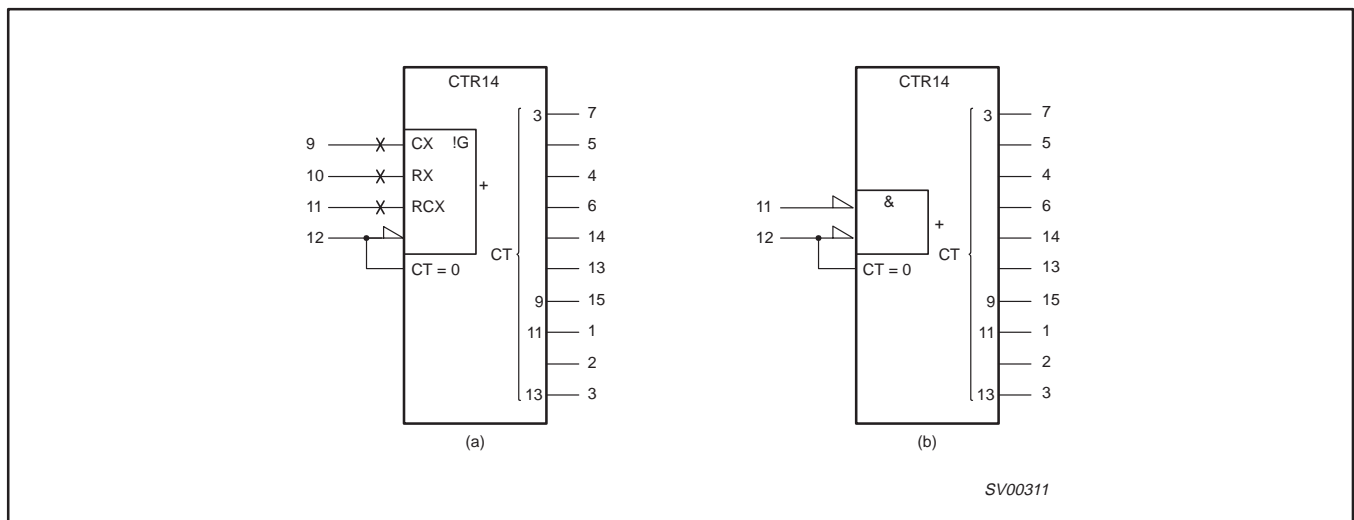 CTR14
3 7
9 CX !G 5
10 RX 4
+
11 RCX 6
12 14
CT = 0 CT 13
9 15
11 1
2
13 3
(a)
CTR14
3 7
5
4
11 & 6
12 + 14
CT = 0 CT 13
9 15
11 1
2
13 3
(b)
SV00311